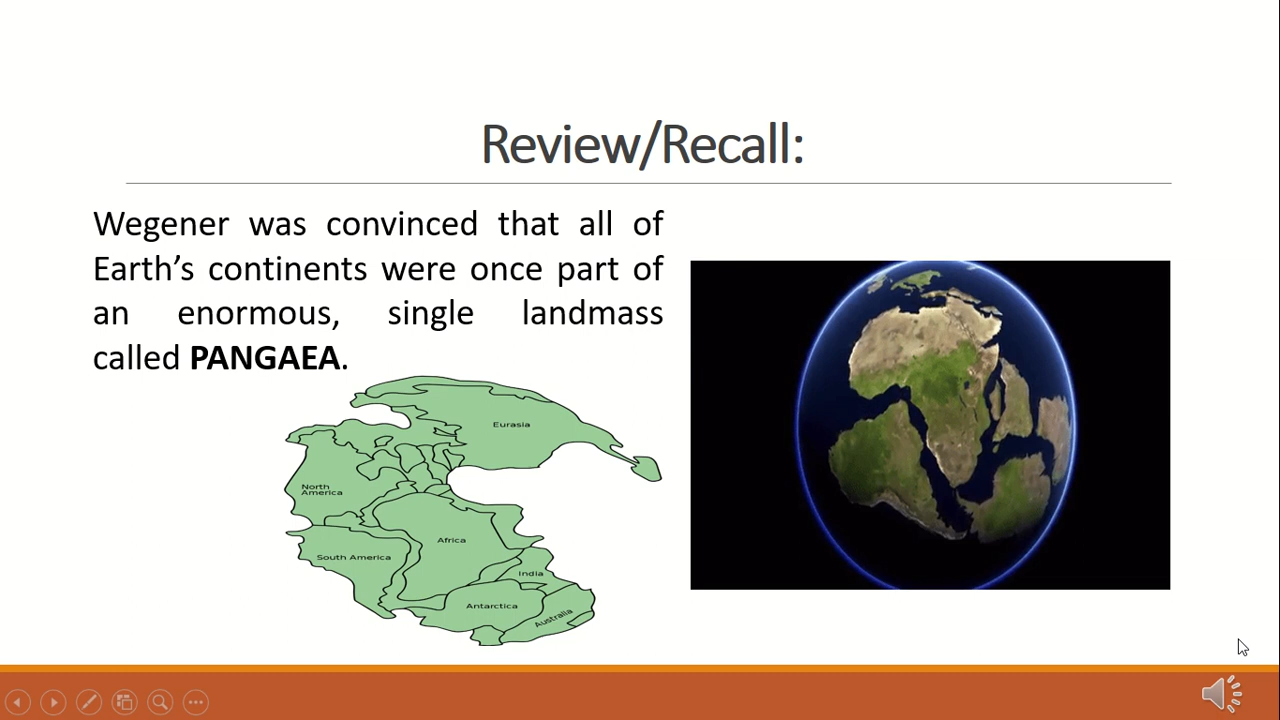 Review/Recall:
Wegener was convinced that all of
Earth’s continents were once part of
an enormous, single landmass
called PANGAEA.
Eurasia
North
America
Africa
South America
India
Antarctica
Australia